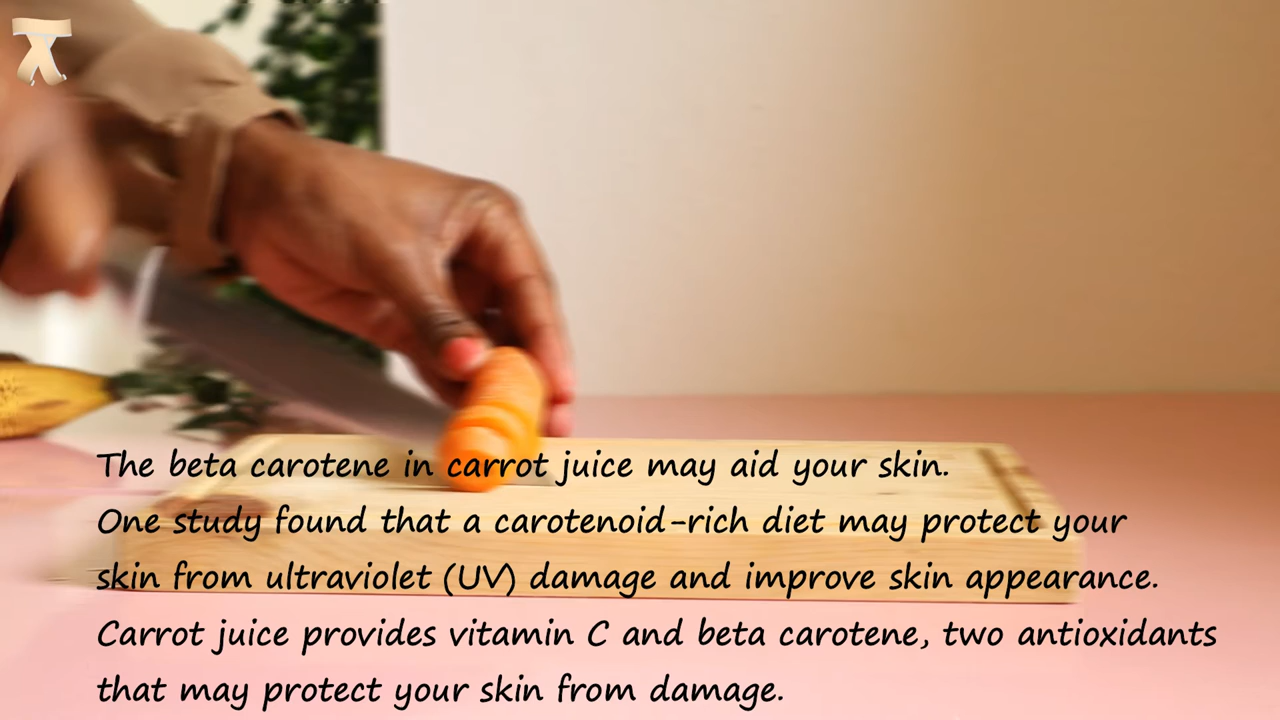 The beta carotene in carrot juice may aid your skin.
One study found that a carotenoid-rich diet may protect your
skin from ultraviolet (UV) damage and improve skin appearance.
Carrot juice provides vitamin C and beta carotene, two antioxidants
that may protect your skin from damage.